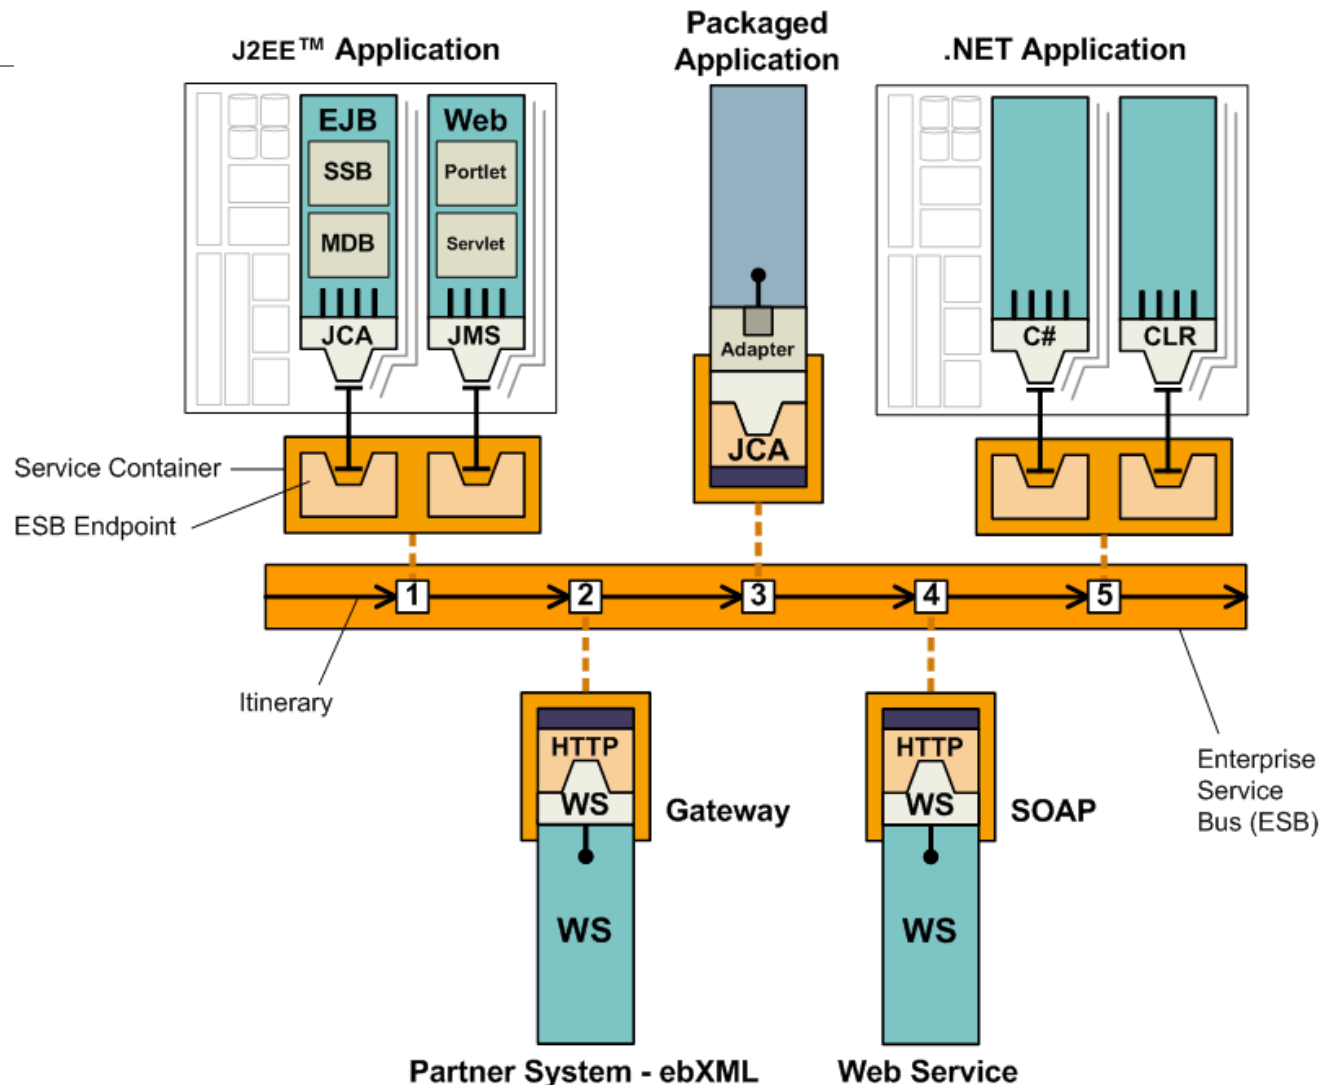 J2EE™ Application
Packaged
Application
.NET Application
EJB
Web
SSB
Portlet
MDB
Servlet
JCA
JMS
Adapter
JCA
C#
CLR
Service Container
ESB Endpoint
1
2
3
4
5
Itinerary
Enterprise
Service
Bus (ESB)
HTTP
WS
Gateway
WS
HTTP
WS
SOAP
WS
Partner System - ebXML
Web Service